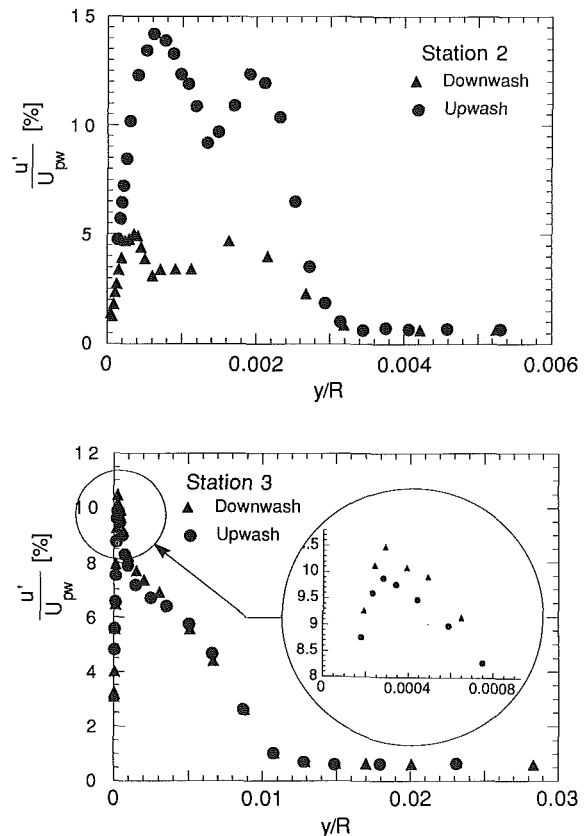 15
Station 2
▲ Downwash
● Upwash
10
u'
U_pw
[%]
5
0
0
0.002
0.004
0.006
y/R
12
Station 3
▲ Downwash
● Upwash
10
8
u'
U_pw
[%]
6
4
2
0
0
0.01
0.02
0.03
y/R
10
9.5
9
8.5
8
0
0.0004
0.0008